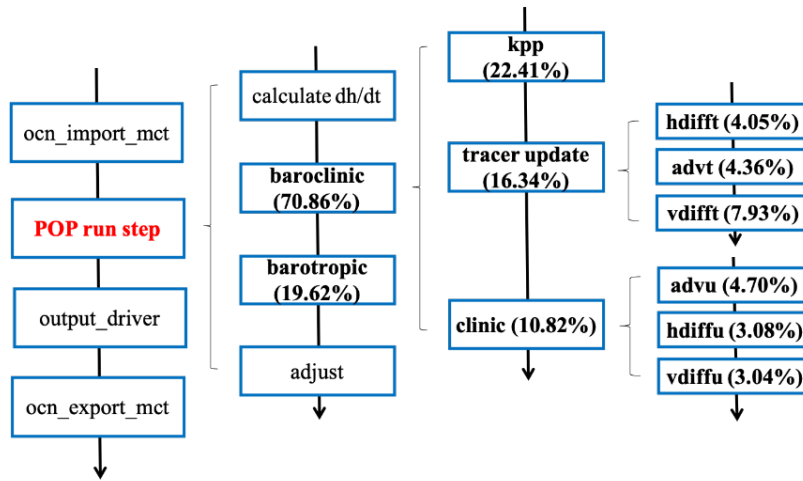 ocn_import_mct
POP run step
output_driver
ocn_export_mct
calculate dh/dt
baroclinic
(70.86%)
barotropic
(19.62%)
adjust
kpp
(22.41%)
tracer update
(16.34%)
clinic (10.82%)
hdifft (4.05%)
advt (4.36%)
vdifft (7.93%)
advu (4.70%)
hdiffu (3.08%)
vdiffu (3.04%)